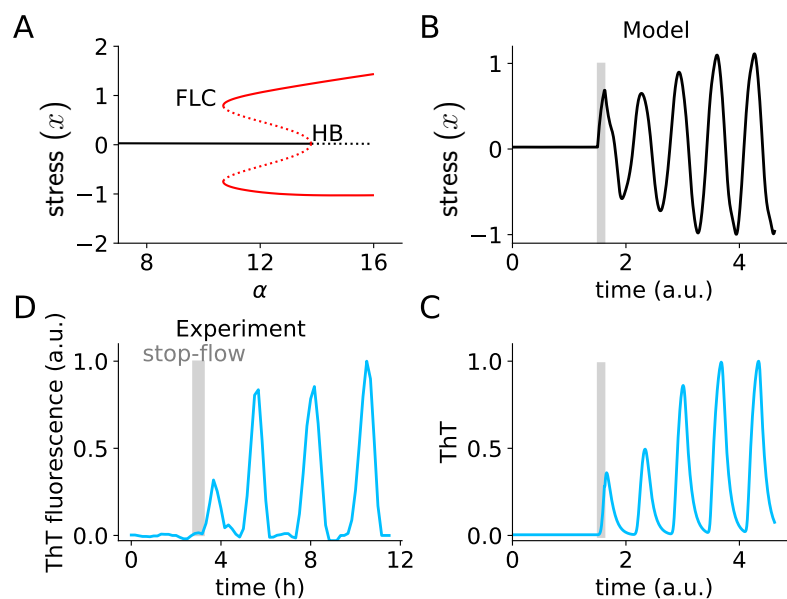 A
2
1
0
−1
−2
stress (x)
FLC
HB
8
12
16
α
B
Model
1
0
−1
stress (x)
0
2
4
time (a.u.)
D
Experiment
stop-flow
1.0
0.5
0.0
ThT fluorescence (a.u.)
0
4
8
12
time (h)
C
1.0
0.5
0.0
ThT
0
2
4
time (a.u.)